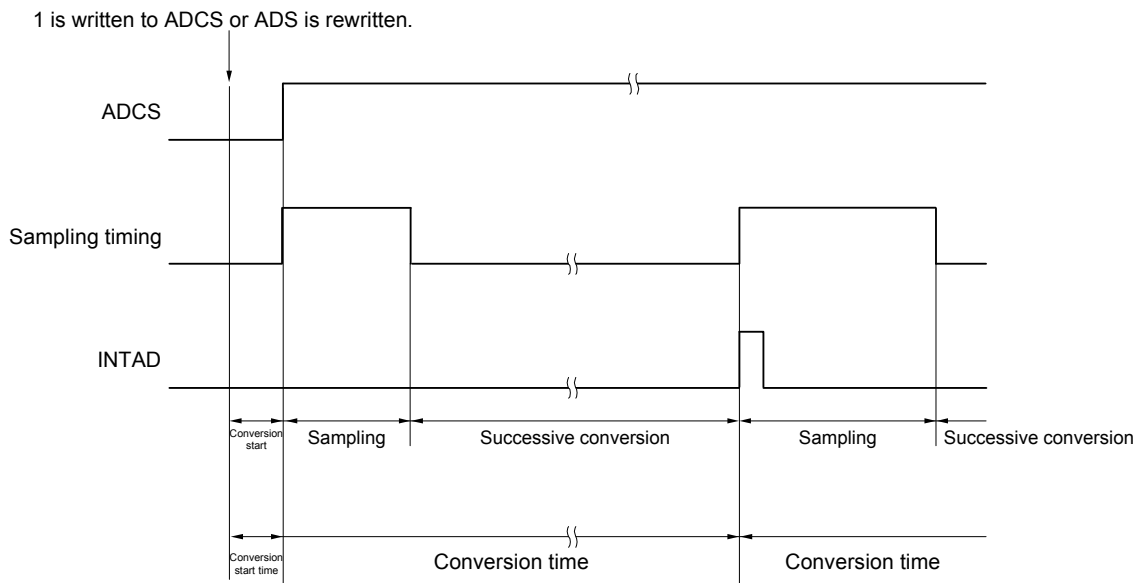 1 is written to ADCS or ADS is rewritten.
ADCS
Sampling timing
INTAD
Conversion
start
Sampling
Successive conversion
Sampling
Successive conversion
Conversion
start time
Conversion time
Conversion time